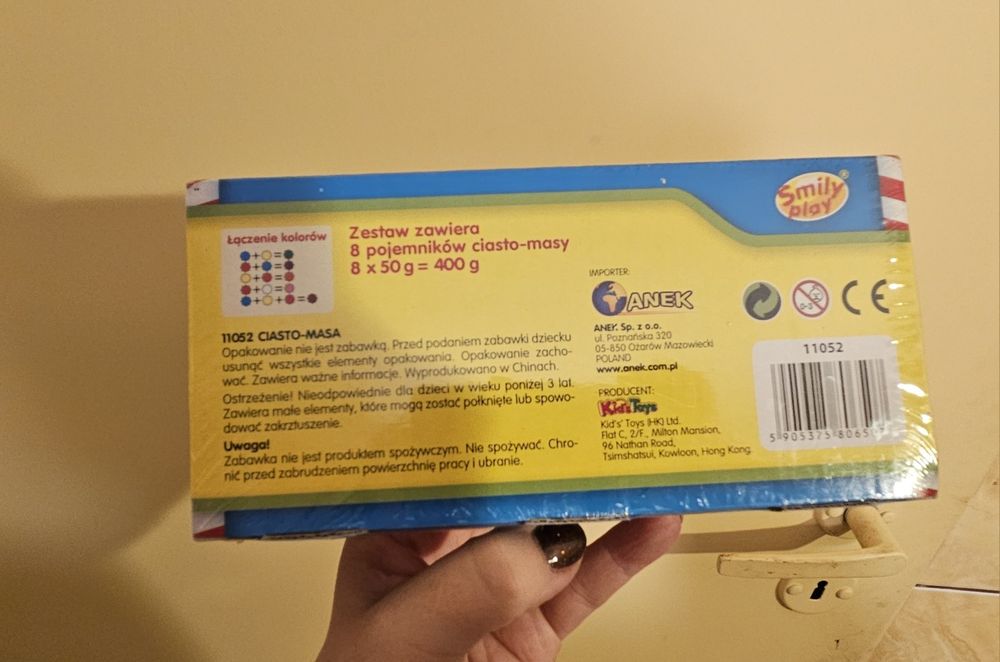 Smily
play
Łączenie kolorów
Zestaw zawiera
8 pojemników ciasto-masy
8 x 50 g = 400 g
11052 CIASTO-MASA
Opakowanie nie jest zabawką. Przed podaniem zabawki dziecku
usunąć wszystkie elementy opakowania. Opakowanie zacho-
wać. Zawiera ważne informacje. Wyprodukowano w Chinach.
Ostrzeżenie! Nieodpowiednie dla dzieci w wieku poniżej 3 lat.
Zawiera małe elementy, które mogą zostać połknięte lub spowo-
dować zakrztuszenie.
Uwaga!
Zabawka nie jest produktem spożywczym. Nie spożywać. Chro-
nić przed zabrudzeniem powierzchnię pracy i ubranie.
IMPORTER:
ANEK
ANEK Sp. z o.o.
ul. Poznańska 320
05-850 Ożarów Mazowiecki
POLAND
www.anek.com.pl
PRODUCENT:
Kid's Toys
Kid's' Toys (HK) Ltd.
Flat C, 2/F., Milton Mansion,
96 Nathan Road,
Tsimshatsui, Kowloon, Hong Kong.
0-3
CE
11052
5 905375 8065